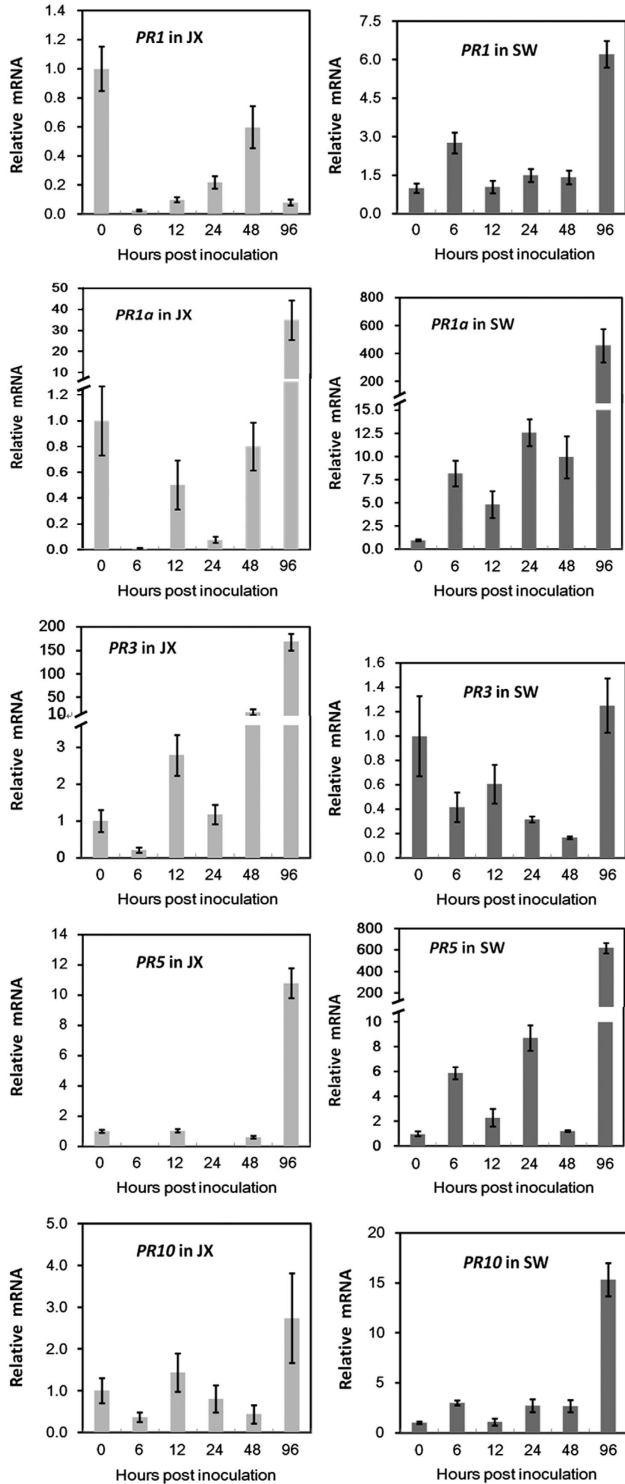 PR1 in JX
Relative mRNA
1.4
1.2
1.0
0.8
0.6
0.4
0.2
0.0
0 6 12 24 48 96
Hours post inoculation
PR1 in SW
Relative mRNA
7.5
6.0
4.5
3.0
1.5
0.0
0 6 12 24 48 96
Hours post inoculation
PR1a in JX
Relative mRNA
50
40
30
20
10
1.2
1.0
0.8
0.6
0.4
0.2
0.0
0 6 12 24 48 96
Hours post inoculation
PR1a in SW
Relative mRNA
800
600
400
200
15.0
12.5
10.0
7.5
5.0
2.5
0.0
0 6 12 24 48 96
Hours post inoculation
PR3 in JX
Relative mRNA
200
150
100
50
10
3
2
1
0
0 6 12 24 48 96
Hours post inoculation
PR3 in SW
Relative mRNA
1.6
1.4
1.2
1.0
0.8
0.6
0.4
0.2
0.0
0 6 12 24 48 96
Hours post inoculation
PR5 in JX
Relative mRNA
14
12
10
8
6
4
2
0
0 6 12 24 48 96
Hours post inoculation
PR5 in SW
Relative mRNA
800
600
400
200
10
8
6
4
2
0
0 6 12 24 48 96
Hours post inoculation
PR10 in JX
Relative mRNA
5.0
4.0
3.0
2.0
1.0
0.0
0 6 12 24 48 96
Hours post inoculation
PR10 in SW
Relative mRNA
20
15
10
5
0
0 6 12 24 48 96
Hours post inoculation